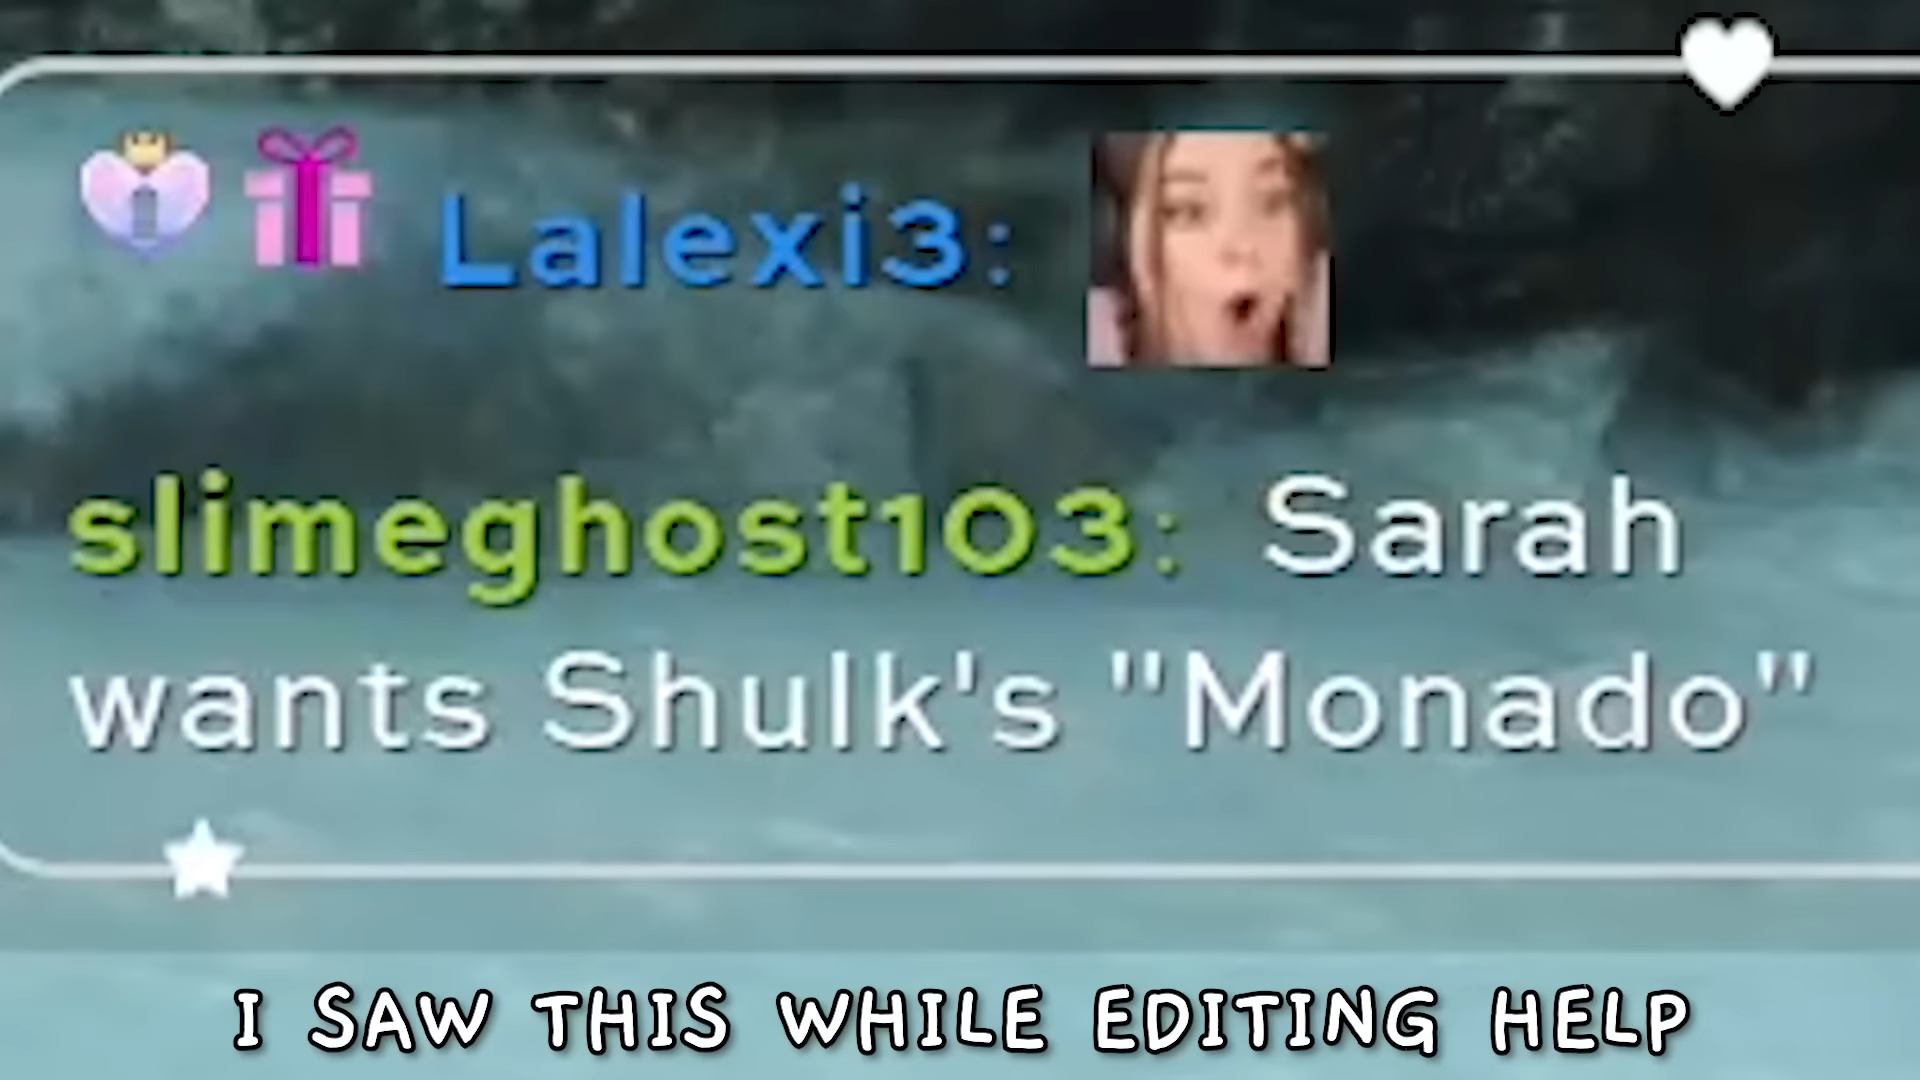 Lalexi3:
slimeghost103: Sarah
wants Shulk's "Monado"
I SAW THIS WHILE EDITING HELP